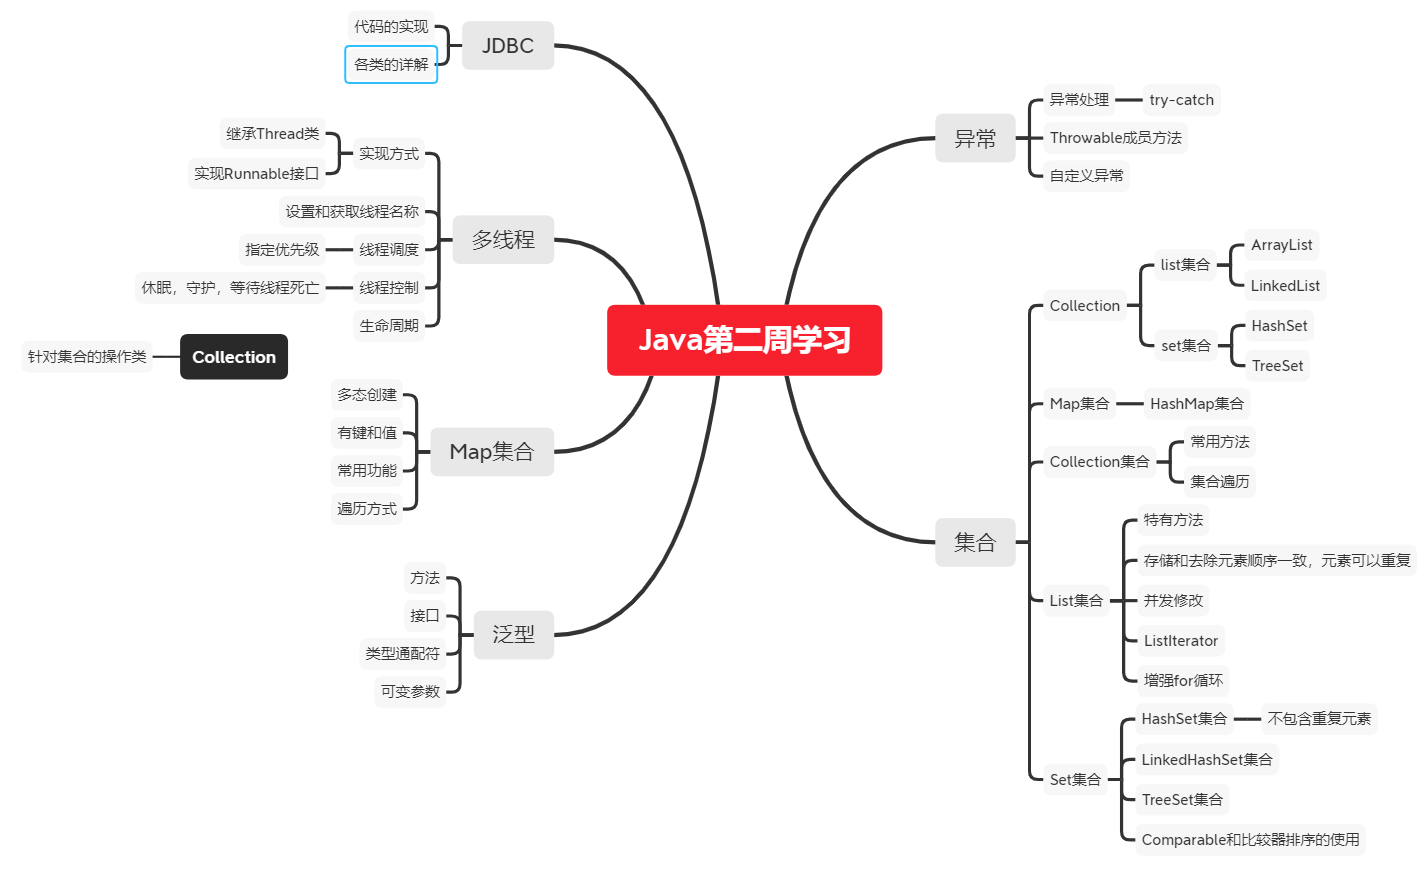 Java第二周学习
异常
异常处理
try-catch
Throwable成员方法
自定义异常
集合
Collection
list集合
ArrayList
LinkedList
set集合
HashSet
TreeSet
Map集合
HashMap集合
Collection集合
常用方法
集合遍历
List集合
特有方法
存储和去除元素顺序一致，元素可以重复
并发修改
ListIterator
增强for循环
Set集合
HashSet集合
不包含重复元素
LinkedHashSet集合
TreeSet集合
Comparable和比较器排序的使用
JDBC
代码的实现
各类的详解
多线程
实现方式
继承Thread类
实现Runnable接口
设置和获取线程名称
线程调度
指定优先级
线程控制
休眠，守护，等待线程死亡
生命周期
Collection
针对集合的操作类
Map集合
多态创建
有键和值
常用功能
遍历方式
泛型
方法
接口
类型通配符
可变参数